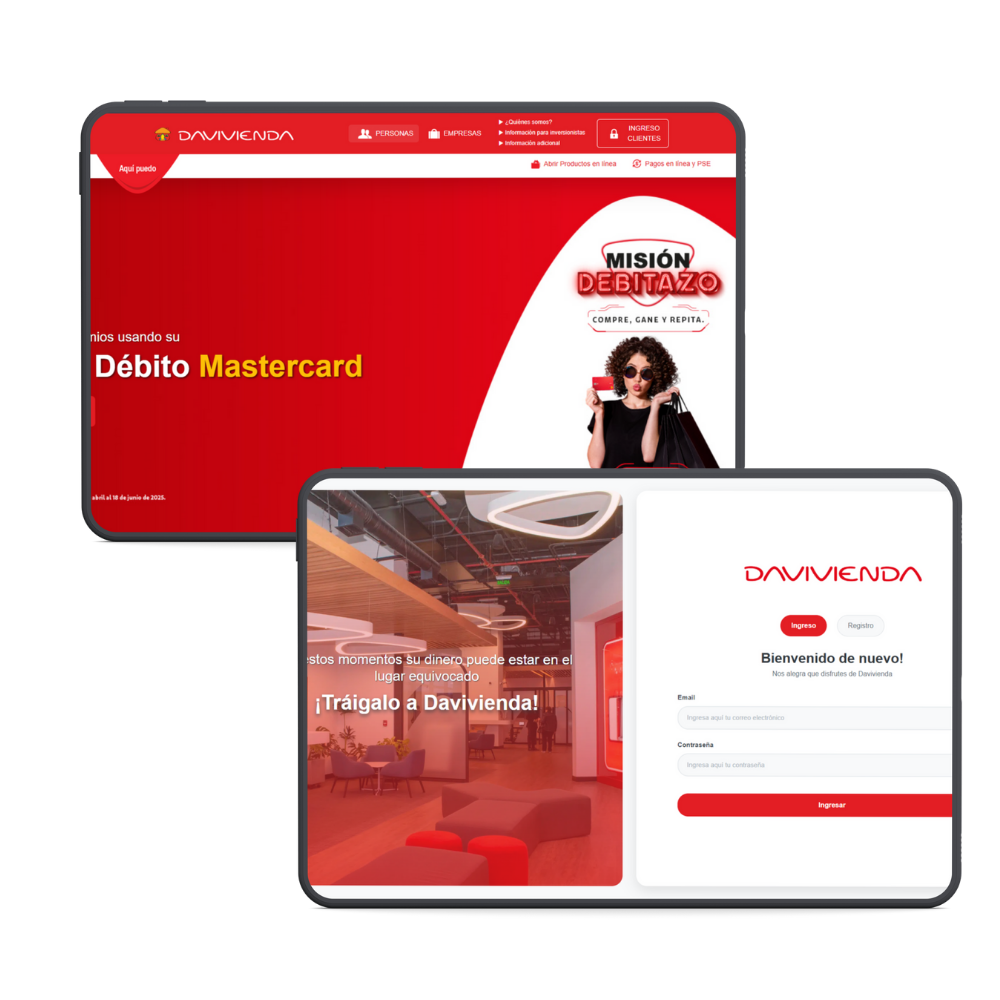 DAVIVIENDA
PERSONAS
EMPRESAS
¿Quiénes somos?
Información para inversionistas
Información adicional
INGRESO
CLIENTES
Aquí puedo
Abrir Productos en línea
Pagos en línea y PSE
MISIÓN
DEBITAZO
COMPRE, GANE Y REPITA.
mios usando su
Débito Mastercard
abril al 18 de junio de 2025.
stos momentos su dinero puede estar en el
lugar equivocado
¡Tráigalo a Davivienda!
DAVIVIENDA
Ingreso
Registro
Bienvenido de nuevo!
Nos alegra que disfrutes de Davivienda
Email
Ingresa aquí tu correo electrónico
Contraseña
Ingresa aquí tu contraseña
Ingresar